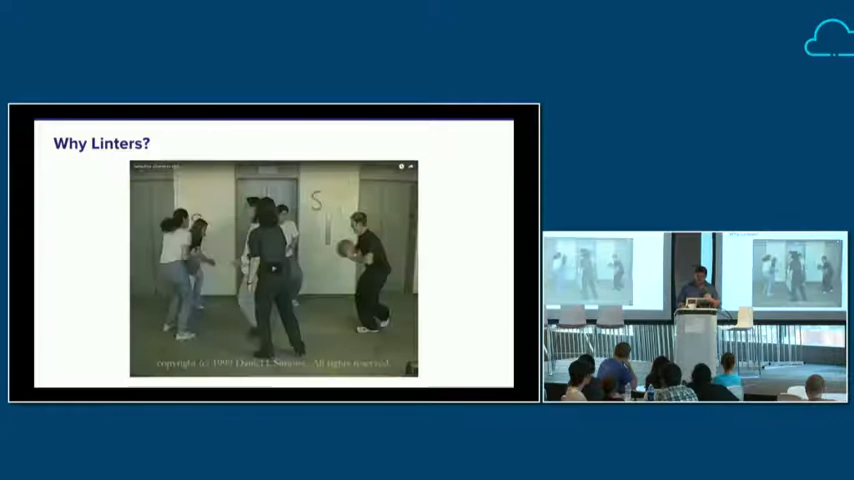 Why Linters?
S
copyright (c) 1999 Daniel J. Simons. All rights reserved.